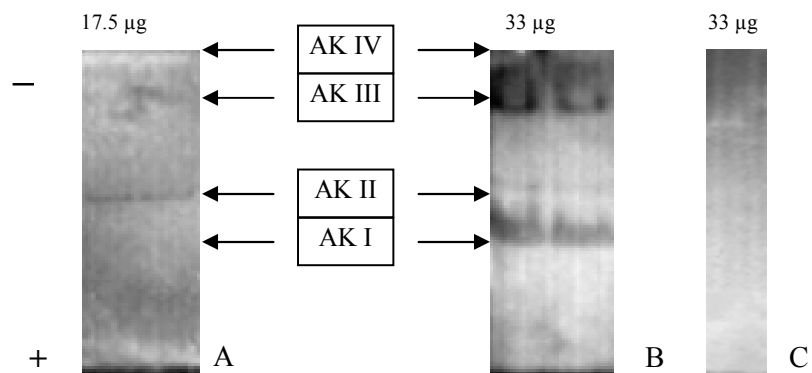 17.5 µg
33 µg
33 µg
AK IV
AK III
AK II
AK I
–
+
A
B
C